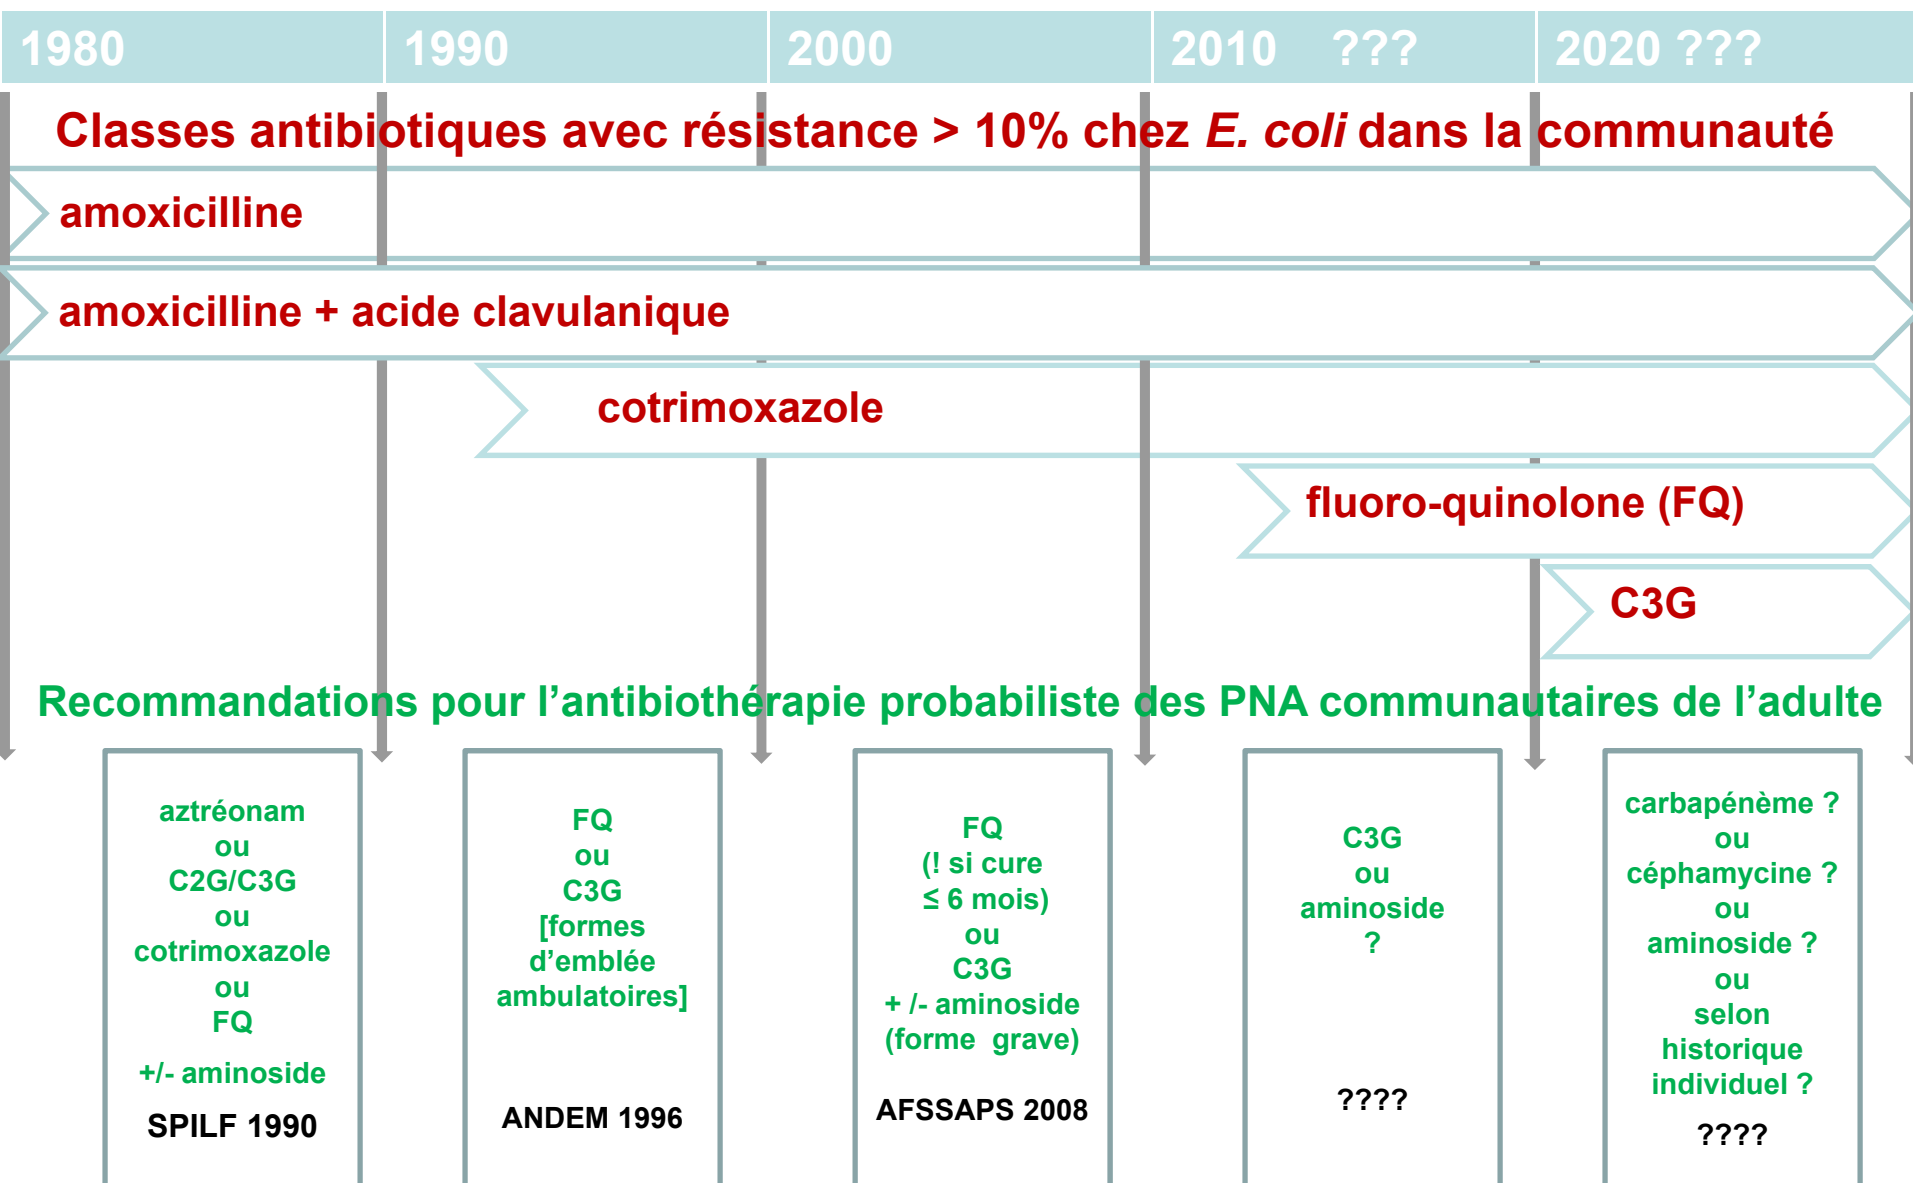 1980 1990 2000 2010 ??? 2020 ???
Classes antibiotiques avec résistance > 10% chez E. coli dans la communauté
amoxicilline
amoxicilline + acide clavulanique
cotrimoxazole
fluoro-quinolone (FQ)
C3G
Recommandations pour l’antibiothérapie probabiliste des PNA communautaires de l’adulte
aztréonam
ou
C2G/C3G
ou
cotrimoxazole
ou
FQ
+/- aminoside
SPILF 1990
FQ
ou
C3G
[formes
d’emblée
ambulatoires]
ANDEM 1996
FQ
(! si cure
≤ 6 mois)
ou
C3G
+ /- aminoside
(forme grave)
AFSSAPS 2008
C3G
ou
aminoside
?
????
carbapénème ?
ou
céphamycine ?
ou
aminoside ?
ou
selon
historique
individuel ?
????